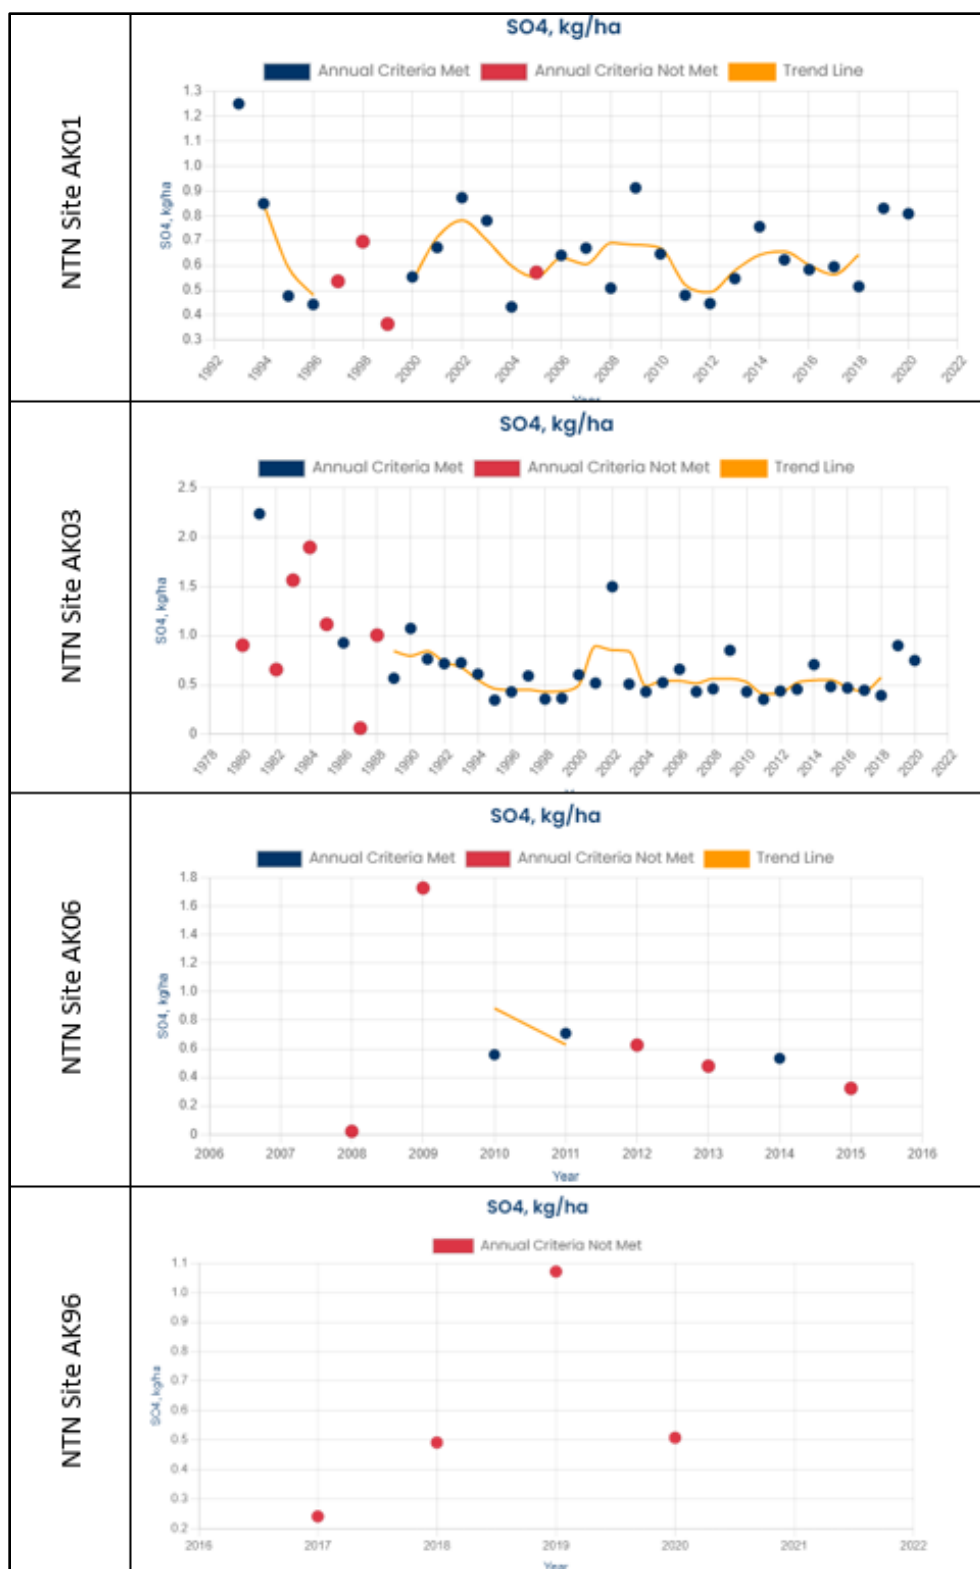 NTN Site AK01
SO4, kg/ha
Annual Criteria Met Annual Criteria Not Met Trend Line
1.3
1.2
1.1
1.0
0.9
0.8
0.7
0.6
0.5
0.4
0.3
SO4, kg/ha
1992 1994 1996 1998 2000 2002 2004 2006 2008 2010 2012 2014 2016 2018 2020 2022
Year
NTN Site AK03
SO4, kg/ha
Annual Criteria Met Annual Criteria Not Met Trend Line
2.5
2.0
1.5
1.0
0.5
0
SO4, kg/ha
1978 1980 1982 1984 1986 1988 1990 1992 1994 1996 1998 2000 2002 2004 2006 2008 2010 2012 2014 2016 2018 2020 2022
NTN Site AK06
SO4, kg/ha
Annual Criteria Met Annual Criteria Not Met Trend Line
1.8
1.6
1.4
1.2
1.0
0.8
0.6
0.4
0.2
0
SO4, kg/ha
2006 2007 2008 2009 2010 2011 2012 2013 2014 2015 2016
Year
NTN Site AK96
SO4, kg/ha
Annual Criteria Not Met
1.1
1.0
0.9
0.8
0.7
0.6
0.5
0.4
0.3
0.2
SO4, kg/ha
2016 2017 2018 2019 2020 2021 2022
Year